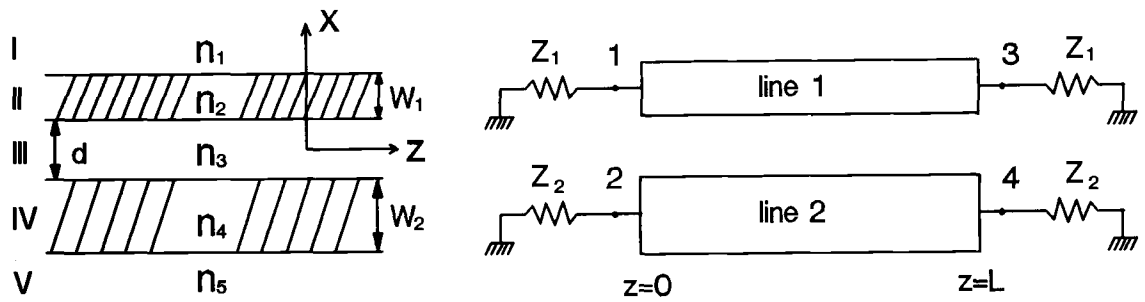 I n₁ X
II n₂ W₁
III d n₃ Z
IV n₄ W₂
V n₅
Z₁ 1 line 1 3 Z₁
Z₂ 2 line 2 4 Z₂
z=0 z=L